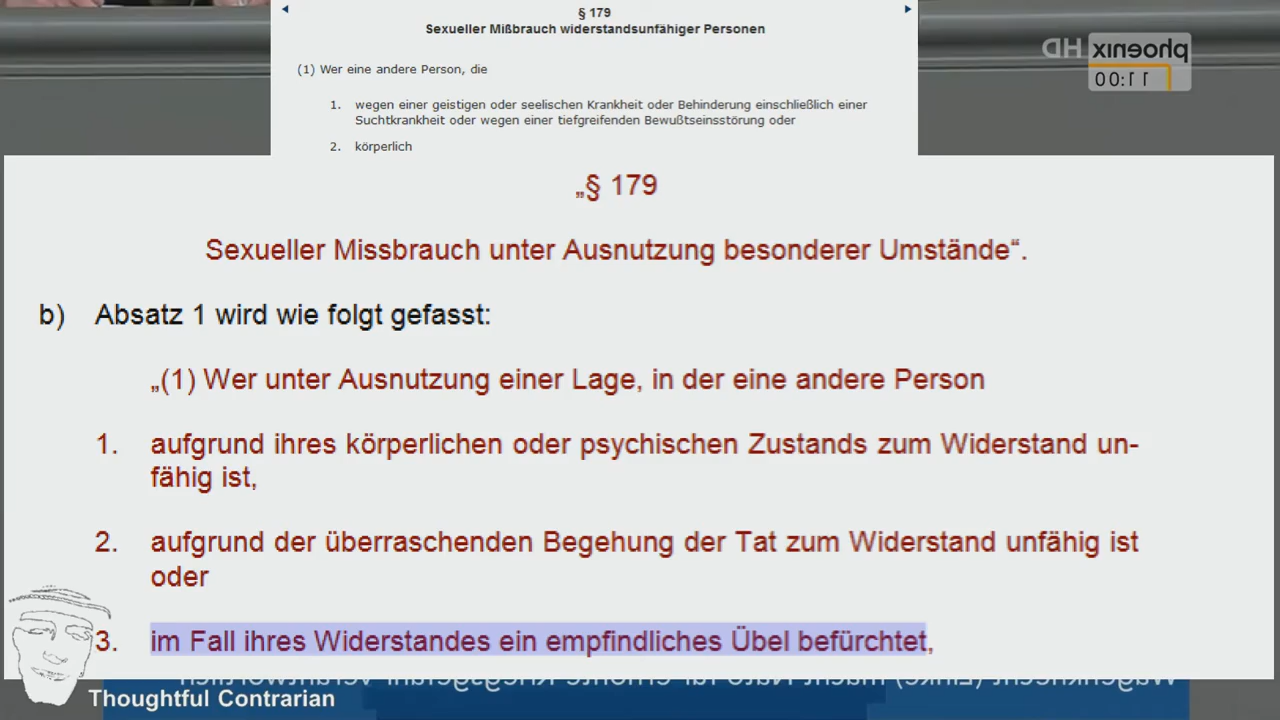 § 179
Sexueller Mißbrauch widerstandsunfähiger Personen
(1) Wer eine andere Person, die
1. wegen einer geistigen oder seelischen Krankheit oder Behinderung einschließlich einer
Suchtkrankheit oder wegen einer tiefgreifenden Bewußtseinsstörung oder
2. körperlich
phoenix HD
11:00
„§ 179
Sexueller Missbrauch unter Ausnutzung besonderer Umstände“.
b) Absatz 1 wird wie folgt gefasst:
„(1) Wer unter Ausnutzung einer Lage, in der eine andere Person
1. aufgrund ihres körperlichen oder psychischen Zustands zum Widerstand un-
fähig ist,
2. aufgrund der überraschenden Begehung der Tat zum Widerstand unfähig ist
oder
3. im Fall ihres Widerstandes ein empfindliches Übel befürchtet,
Thoughtful Contrarian